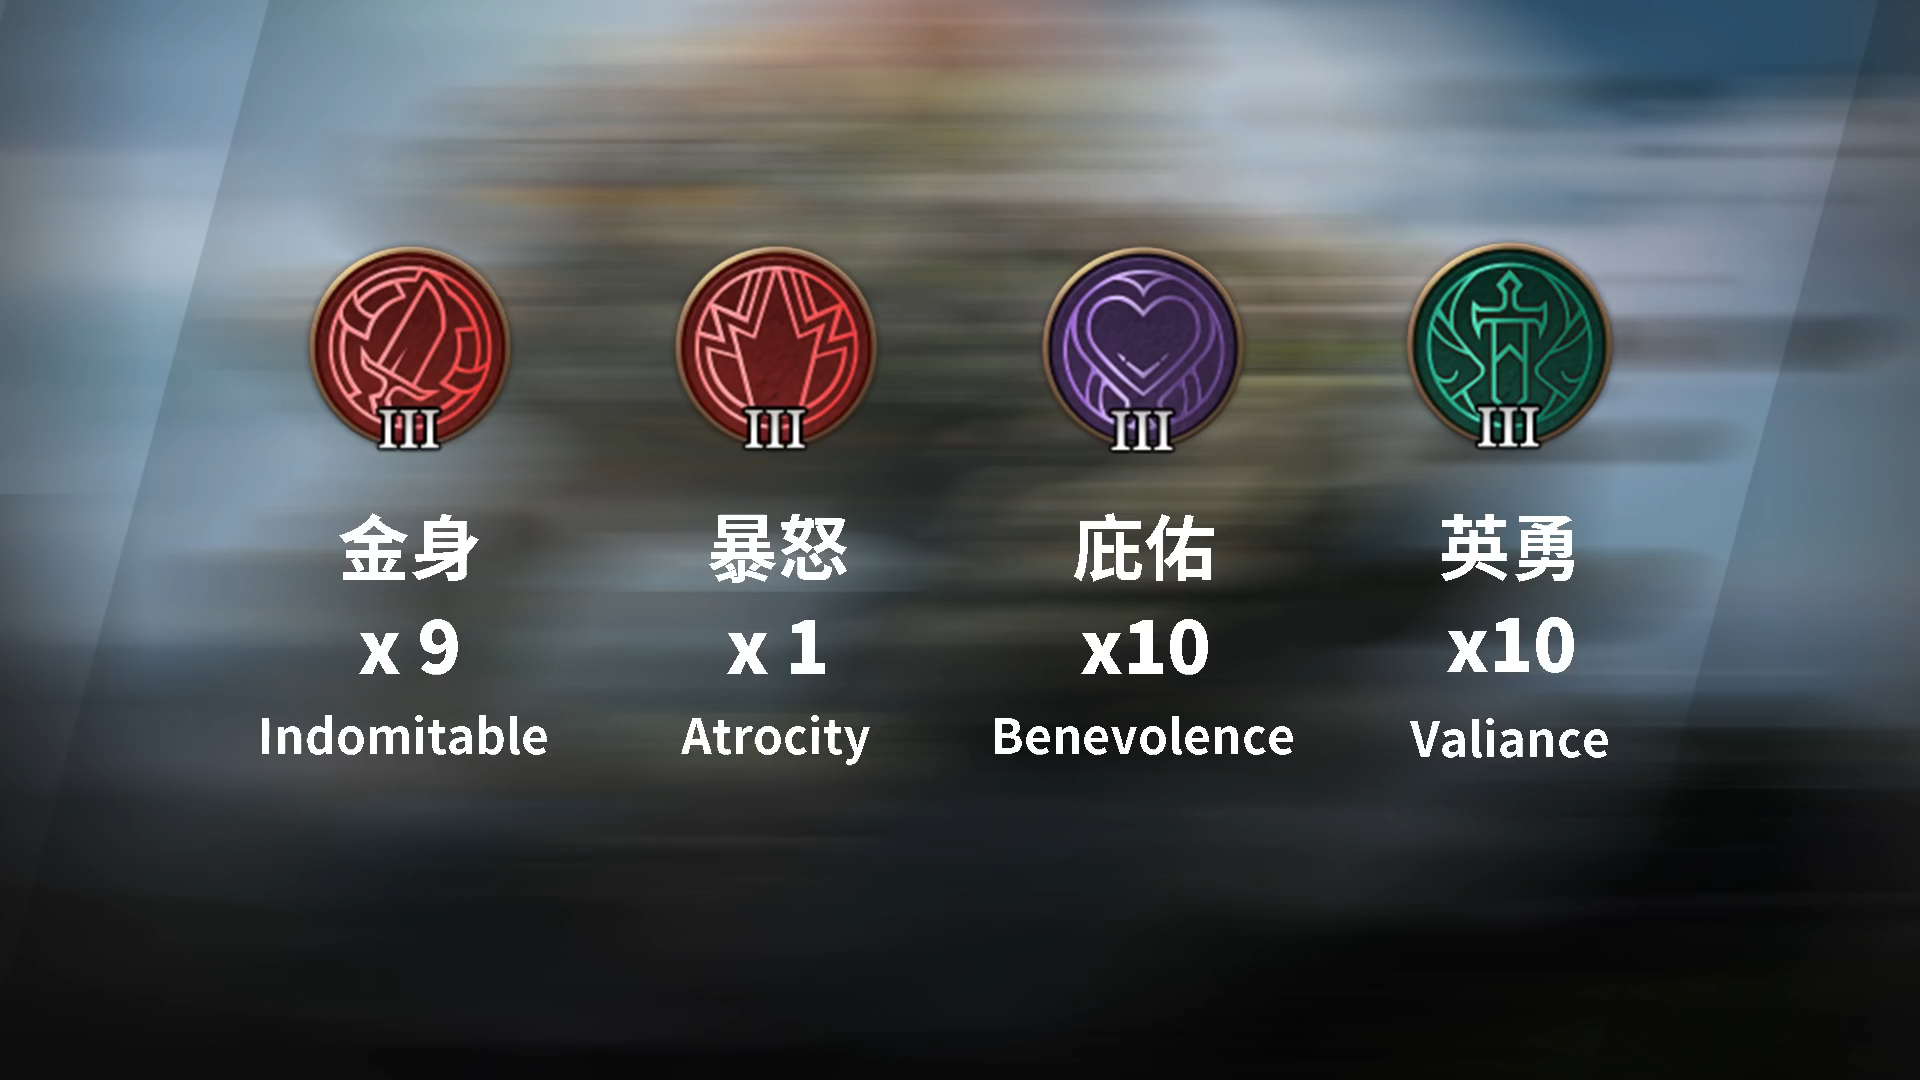 III III III III
金身 暴怒 庇佑 英勇
x 9 x 1 x10 x10
Indomitable Atrocity Benevolence Valiance